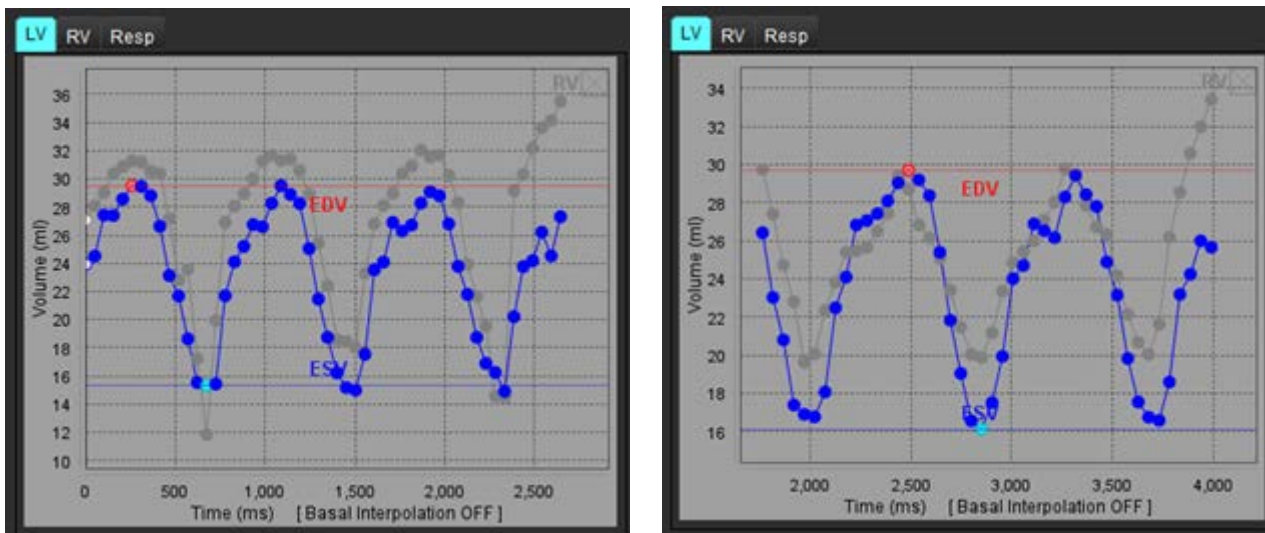 LV RV Resp
RV
36
34
32
30
28
26
24
22
20
18
16
14
12
10
Volume (ml)
EDV
ESV
0 500 1,000 1,500 2,000 2,500
Time (ms) [ Basal Interpolation OFF ]
LV RV Resp
RV
34
32
30
28
26
24
22
20
18
16
Volume (ml)
EDV
ESV
2,000 2,500 3,000 3,500 4,000
Time (ms) [ Basal Interpolation OFF ]